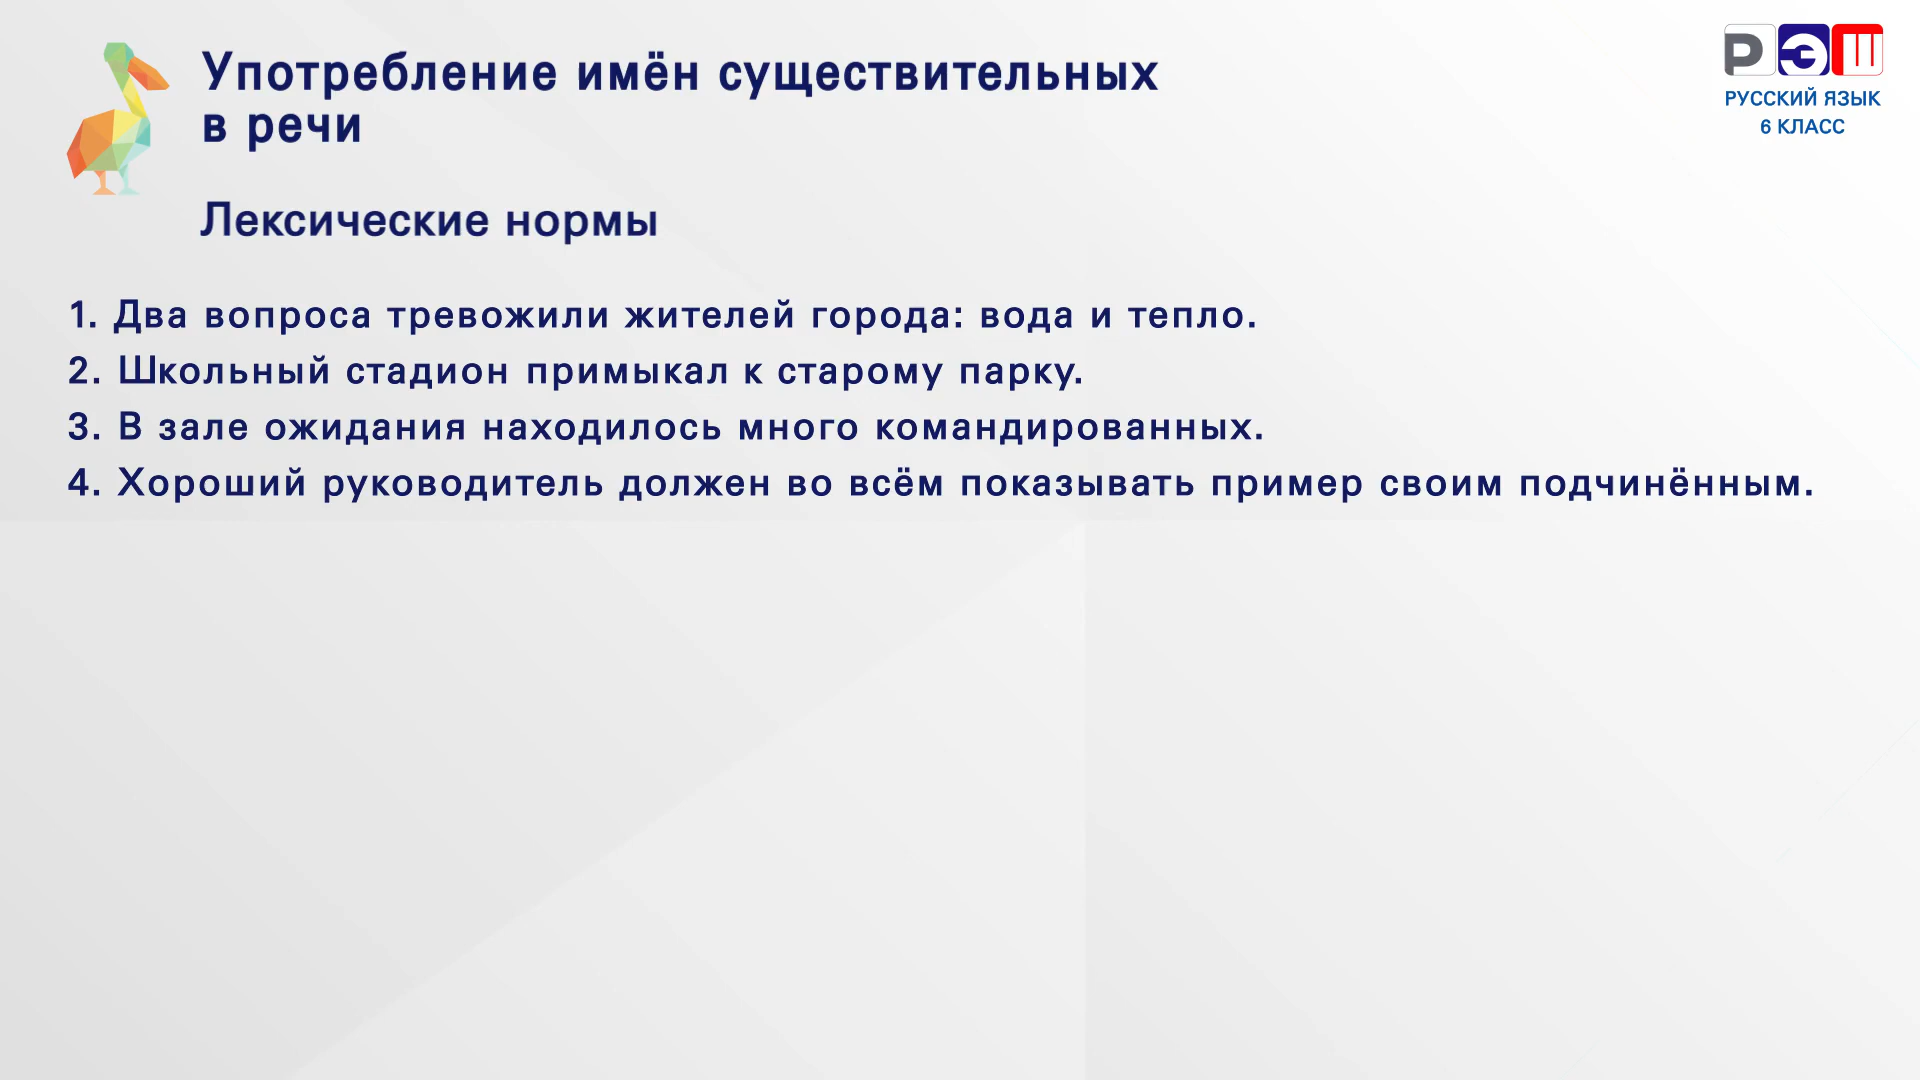 Употребление имён существительных
в речи
РЭШ
РУССКИЙ ЯЗЫК
6 КЛАСС
Лексические нормы
1. Два вопроса тревожили жителей города: вода и тепло.
2. Школьный стадион примыкал к старому парку.
3. В зале ожидания находилось много командированных.
4. Хороший руководитель должен во всём показывать пример своим подчинённым.